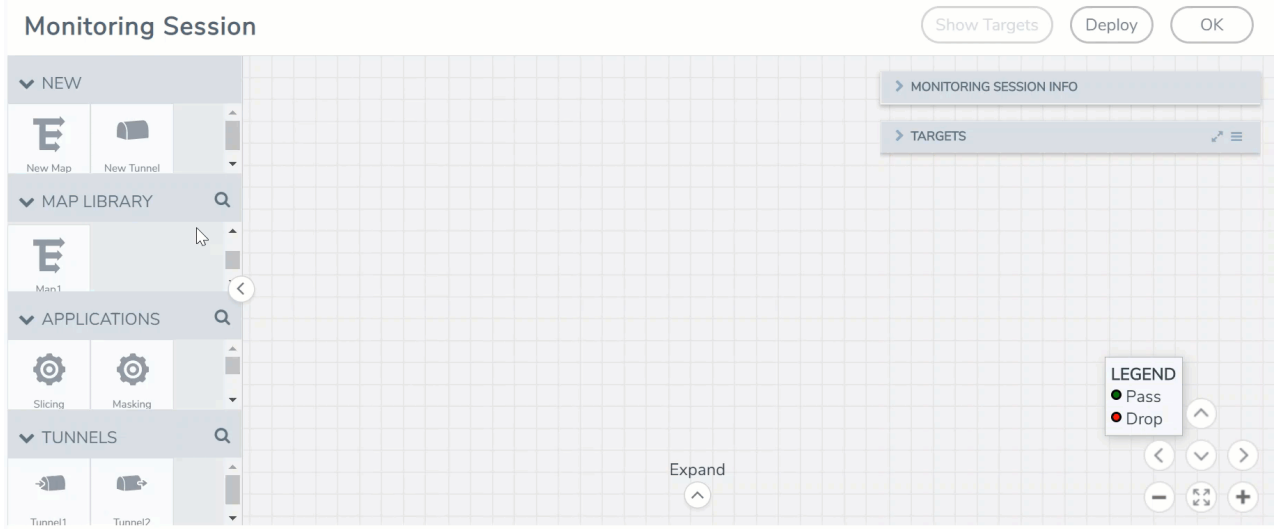 Monitoring Session
Show Targets
Deploy
OK
NEW
New Map
New Tunnel
MAP LIBRARY
Map1
APPLICATIONS
Slicing
Masking
TUNNELS
Tunnel1
Tunnel2
MONITORING SESSION INFO
TARGETS
LEGEND
Pass
Drop
Expand